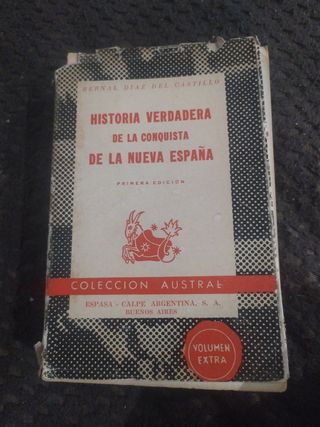 BERNAL DIAZ DEL CASTILLO
HISTORIA VERDADERA
DE LA CONQUISTA
DE LA NUEVA ESPAÑA
PRIMERA EDICION
COLECCION AUSTRAL
ESPASA - CALPE ARGENTINA, S. A.
BUENOS AIRES
VOLUMEN
EXTRA